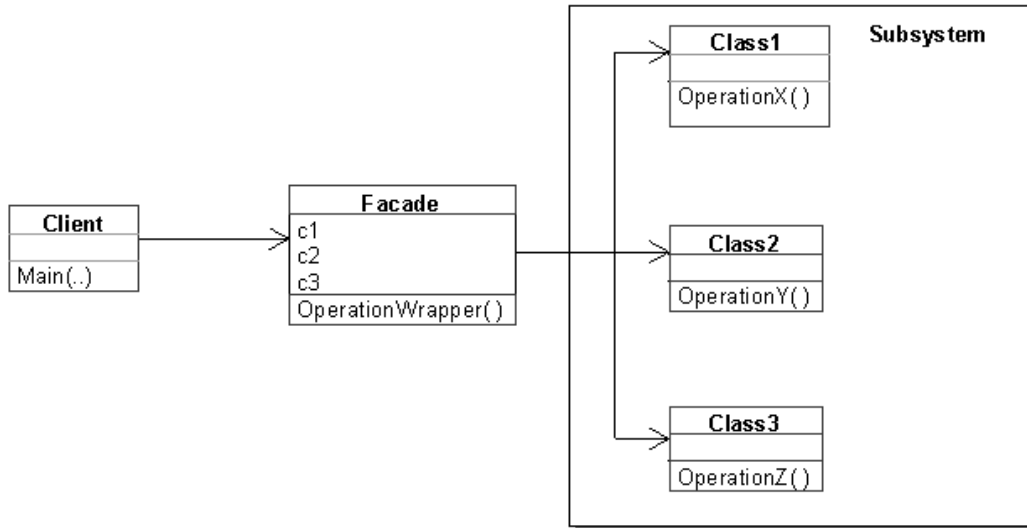 Client
Main(..)
Facade
c1
c2
c3
OperationWrapper()
Subsystem
Class1
OperationX()
Class2
OperationY()
Class3
OperationZ()